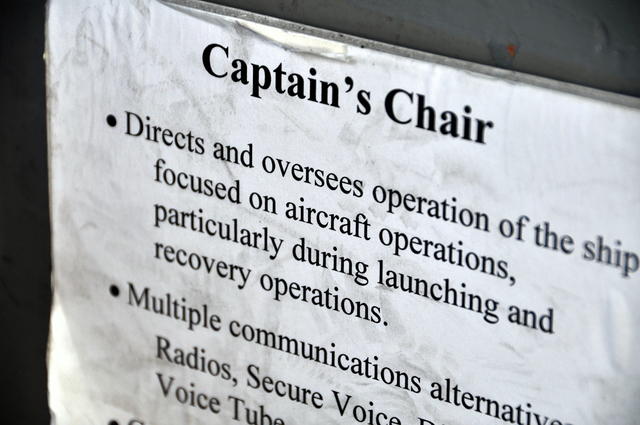 Captain's Chair
• Directs and oversees operation of the ship
focused on aircraft operations,
particularly during launching and
recovery operations.
• Multiple communications
Radios, Secure Voice,
Voice Tube
•